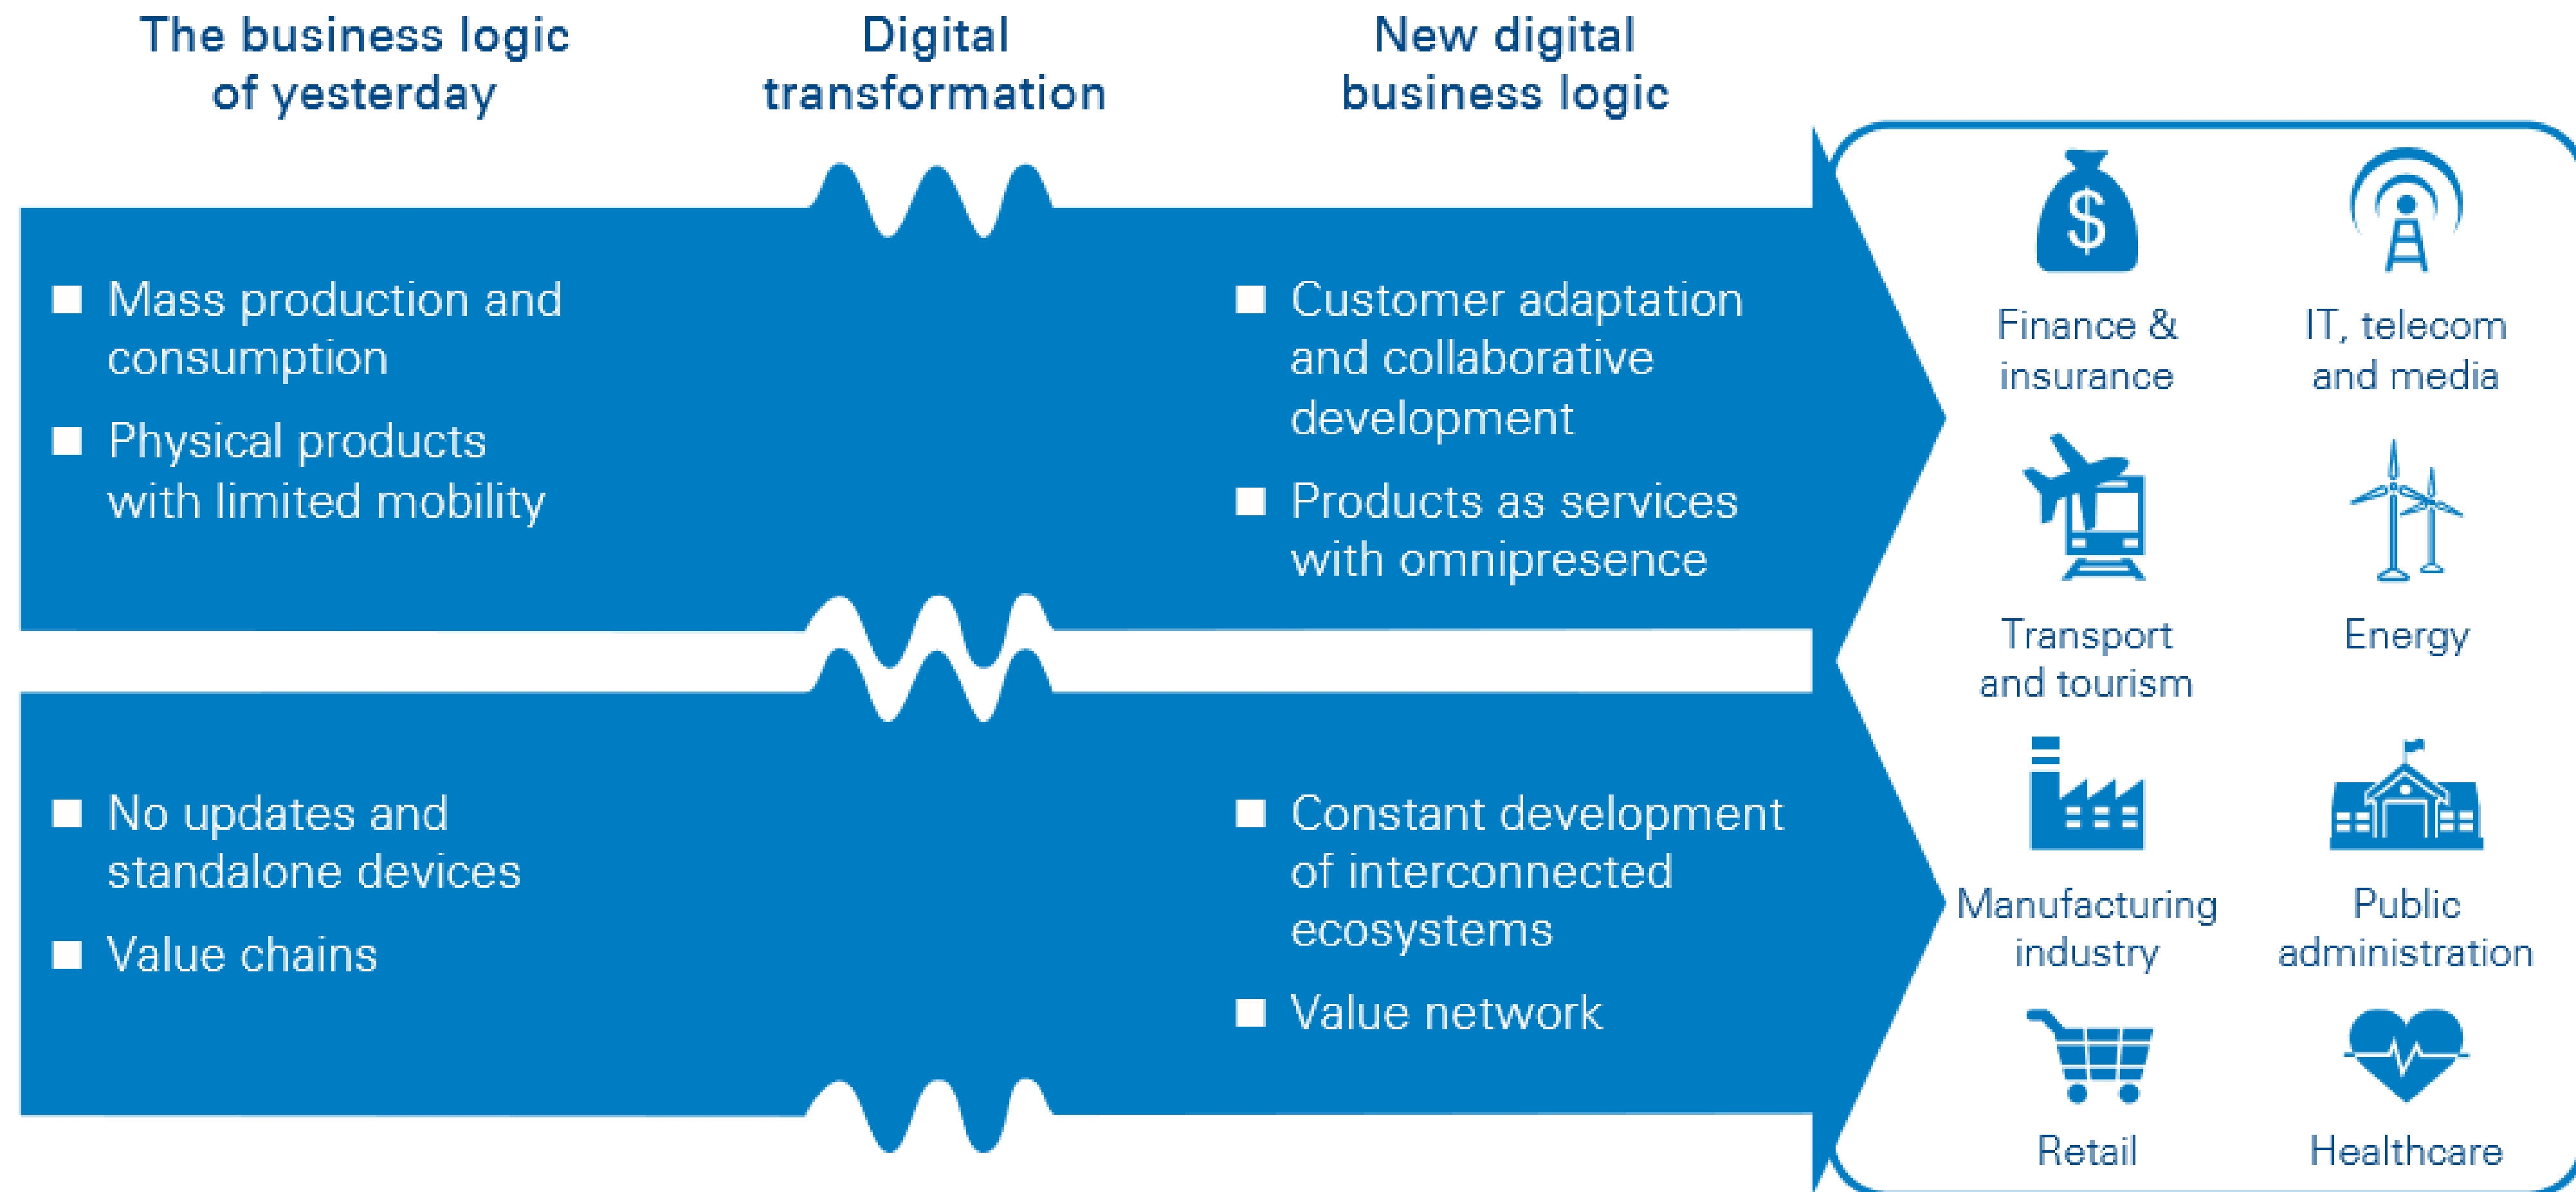 The business logic
of yesterday
Digital
transformation
New digital
business logic
Mass production and
consumption
Physical products
with limited mobility
Customer adaptation
and collaborative
development
Products as services
with omnipresence
No updates and
standalone devices
Value chains
Constant development
of interconnected
ecosystems
Value network
$
Finance &
insurance
IT, telecom
and media
Transport
and tourism
Energy
Manufacturing
industry
Public
administration
Retail
Healthcare